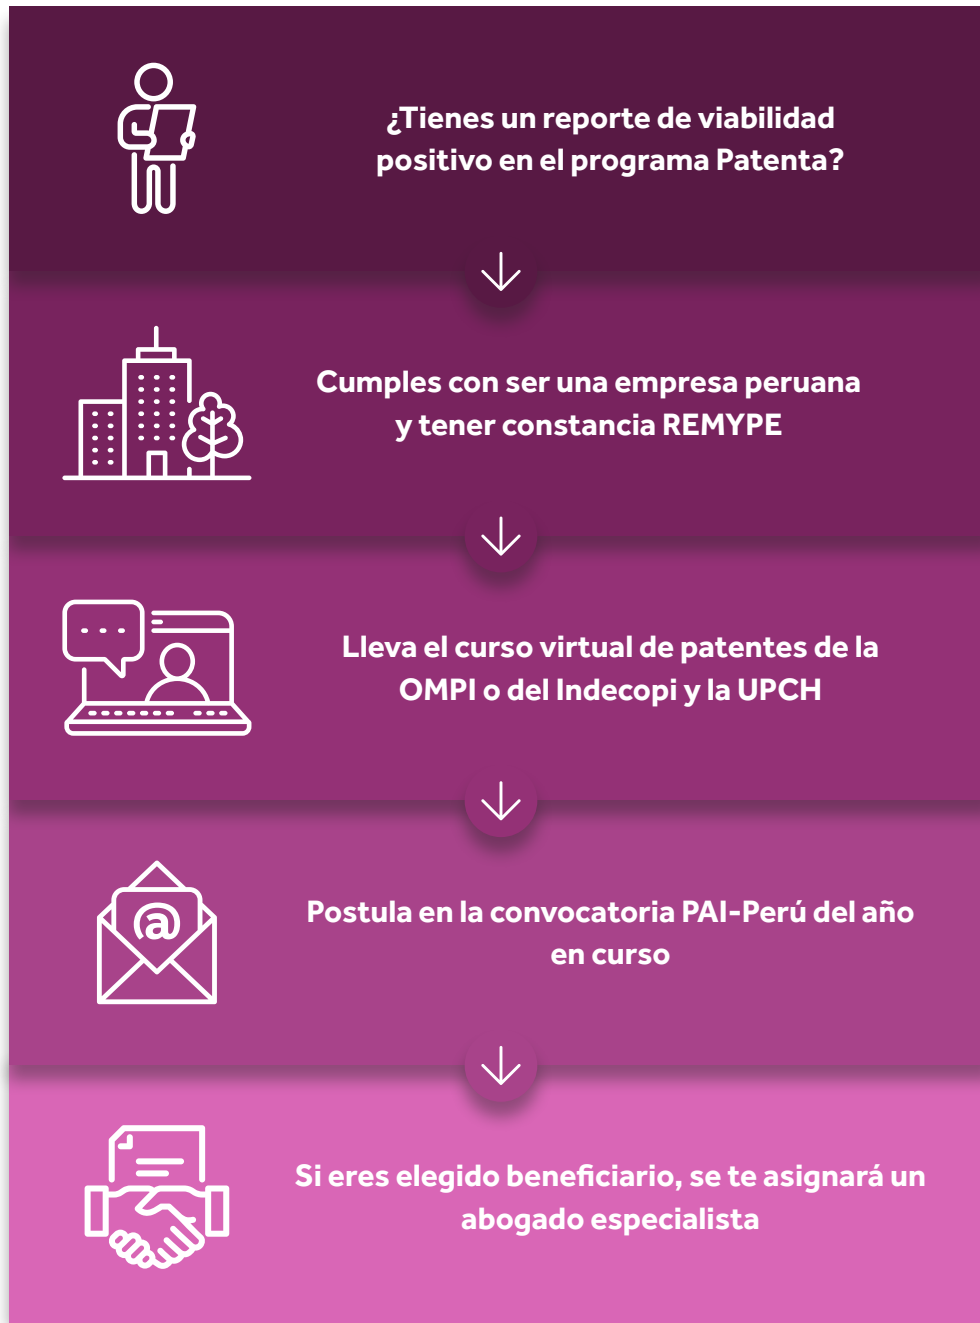 ¿Tienes un reporte de viabilidad
positivo en el programa Patenta?
Cumples con ser una empresa peruana
y tener constancia REMYPE
Lleva el curso virtual de patentes de la
OMPI o del Indecopi y la UPCH
@
Postula en la convocatoria PAI-Perú del año
en curso
Si eres elegido beneficiario, se te asignará un
abogado especialista